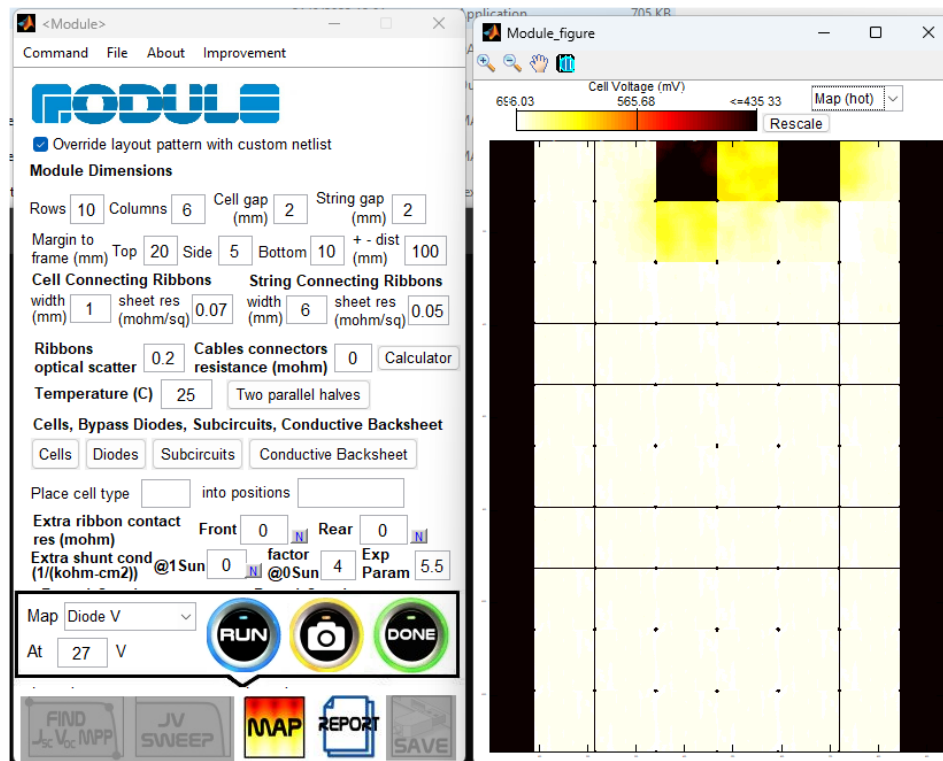 Application 705 KB
<Module>
Command File About Improvement
MODULE
Override layout pattern with custom netlist
Module Dimensions
Rows 10 Columns 6 Cell gap (mm) 2 String gap (mm) 2
Margin to frame (mm) Top 20 Side 5 Bottom 10 + - dist (mm) 100
Cell Connecting Ribbons String Connecting Ribbons
width (mm) 1 sheet res (mohm/sq) 0.07 width (mm) 6 sheet res (mohm/sq) 0.05
Ribbons optical scatter 0.2 Cables connectors resistance (mohm) 0 Calculator
Temperature (C) 25 Two parallel halves
Cells, Bypass Diodes, Subcircuits, Conductive Backsheet
Cells Diodes Subcircuits Conductive Backsheet
Place cell type into positions
Extra ribbon contact res (mohm) Front 0 N Rear 0 N
Extra shunt cond (1/(kohm-cm2)) @1Sun 0 N factor @0Sun 4 Exp Param 5.5
Map Diode V
At 27 V
RUN DONE
FIND Jsc Voc MPP
JV SWEEP
MAP
REPORT
SAVE
Module_figure
Cell Voltage (mV)
696.03 565.68 <=435.33
Map (hot)
Rescale